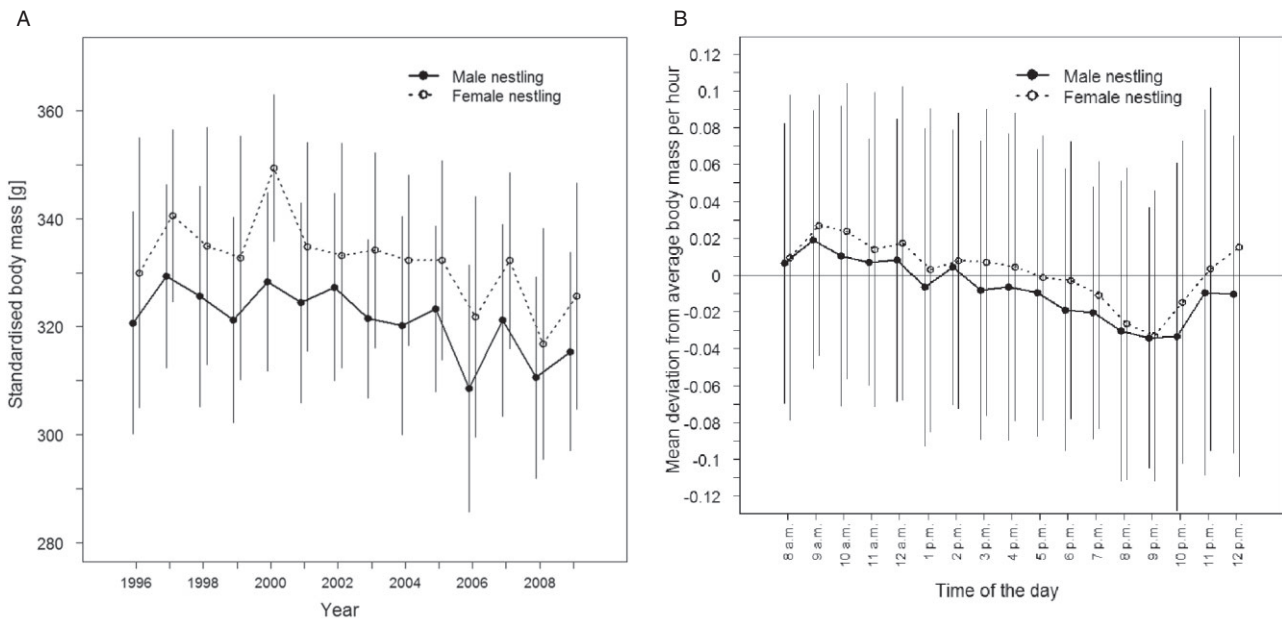 A
Standardised body mass [g]
360
340
320
300
280
Male nestling
Female nestling
1996
1998
2000
2002
2004
2006
2008
Year
B
Mean deviation from average body mass per hour
0.12
0.1
0.08
0.06
0.04
0.02
0
-0.02
-0.04
-0.06
-0.08
-0.1
-0.12
Male nestling
Female nestling
8 a.m.
9 a.m.
10 a.m.
11 a.m.
12 a.m.
1 p.m.
2 p.m.
3 p.m.
4 p.m.
5 p.m.
6 p.m.
7 p.m.
8 p.m.
9 p.m.
10 p.m.
11 p.m.
12 p.m.
Time of the day